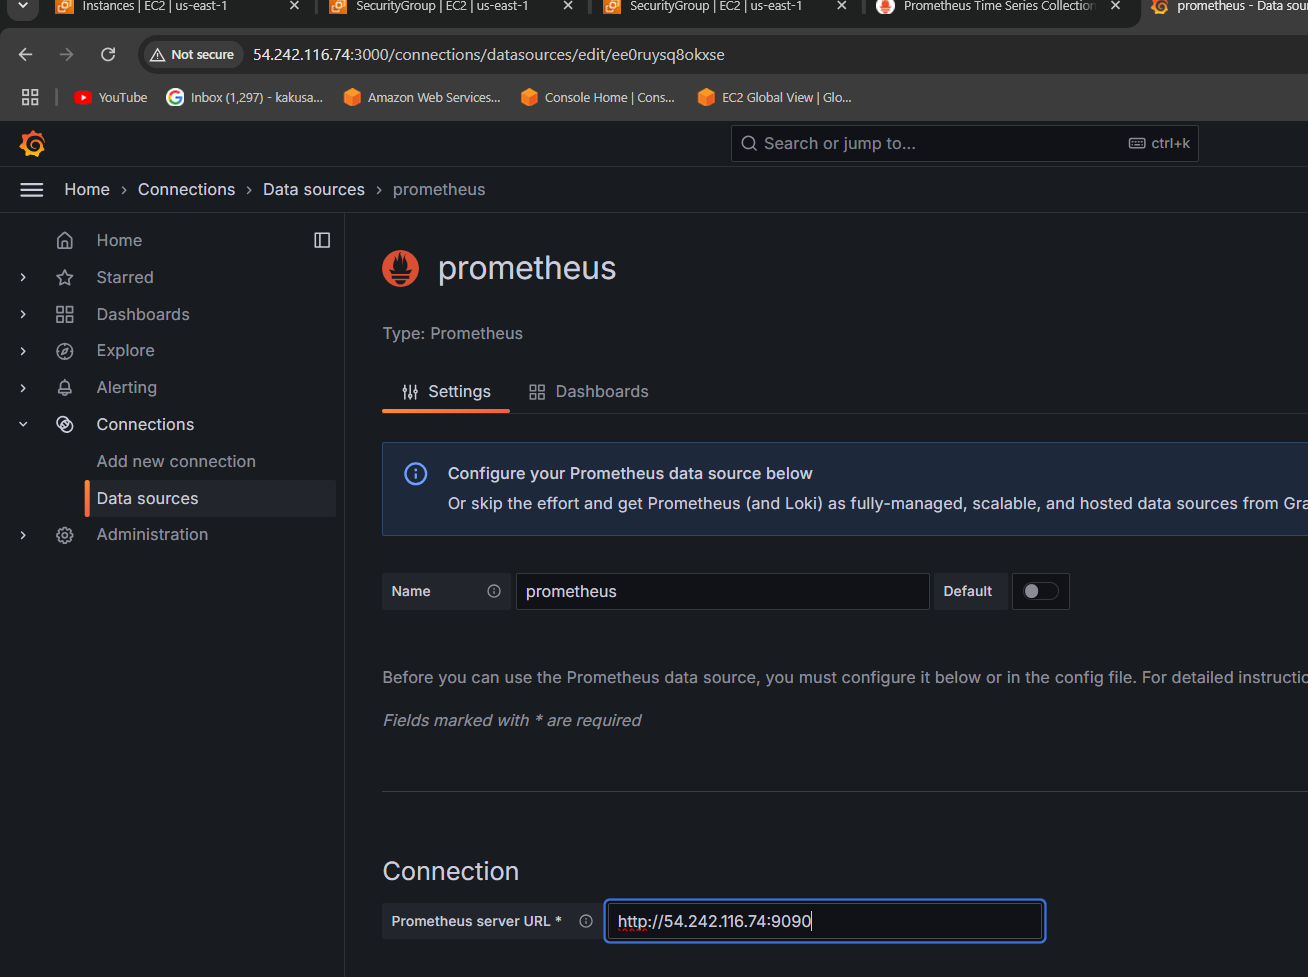 Instances | EC2 | us-east-1
SecurityGroup | EC2 | us-east-1
SecurityGroup | EC2 | us-east-1
Prometheus Time Series Collection
prometheus - Data sour
Not secure
54.242.116.74:3000/connections/datasources/edit/ee0ruysq8okxse
YouTube
Inbox (1,297) - kakusa...
Amazon Web Services...
Console Home | Cons...
EC2 Global View | Glo...
Search or jump to...
ctrl+k
Home > Connections > Data sources > prometheus
Home
Starred
Dashboards
Explore
Alerting
Connections
Add new connection
Data sources
Administration
prometheus
Type: Prometheus
Settings
Dashboards
Configure your Prometheus data source below
Or skip the effort and get Prometheus (and Loki) as fully-managed, scalable, and hosted data sources from Gra
Name
prometheus
Default
Before you can use the Prometheus data source, you must configure it below or in the config file. For detailed instructio
Fields marked with * are required
Connection
Prometheus server URL *
http://54.242.116.74:9090